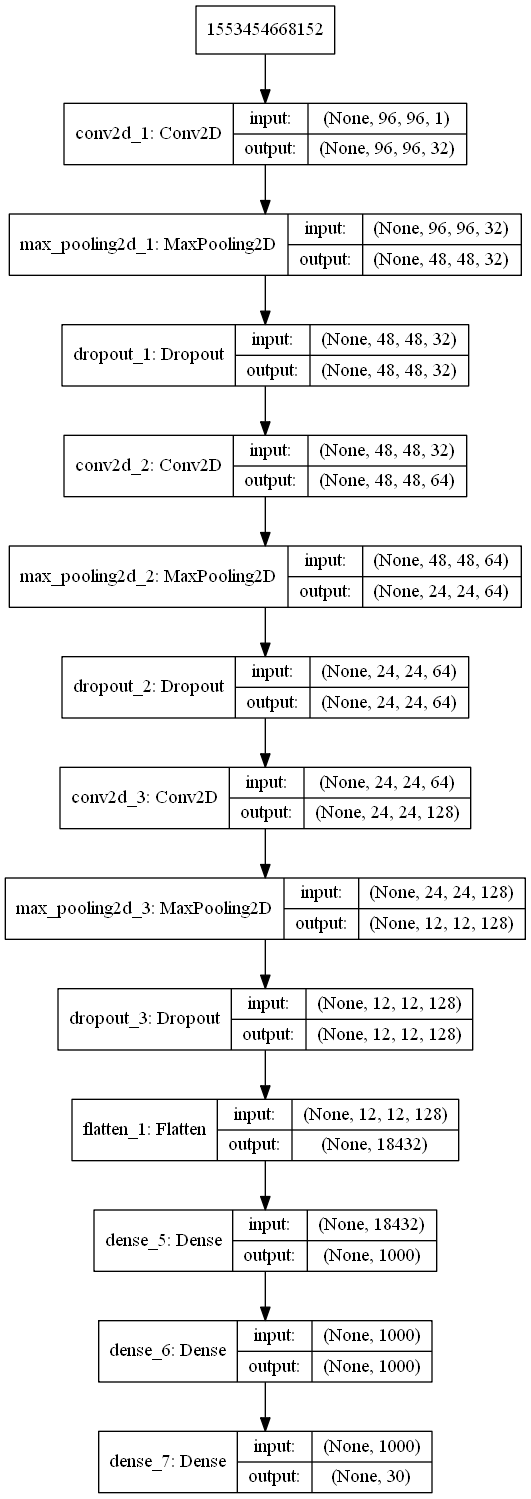 1553454668152
conv2d_1: Conv2D
input: (None, 96, 96, 1)
output: (None, 96, 96, 32)
max_pooling2d_1: MaxPooling2D
input: (None, 96, 96, 32)
output: (None, 48, 48, 32)
dropout_1: Dropout
input: (None, 48, 48, 32)
output: (None, 48, 48, 32)
conv2d_2: Conv2D
input: (None, 48, 48, 32)
output: (None, 48, 48, 64)
max_pooling2d_2: MaxPooling2D
input: (None, 48, 48, 64)
output: (None, 24, 24, 64)
dropout_2: Dropout
input: (None, 24, 24, 64)
output: (None, 24, 24, 64)
conv2d_3: Conv2D
input: (None, 24, 24, 64)
output: (None, 24, 24, 128)
max_pooling2d_3: MaxPooling2D
input: (None, 24, 24, 128)
output: (None, 12, 12, 128)
dropout_3: Dropout
input: (None, 12, 12, 128)
output: (None, 12, 12, 128)
flatten_1: Flatten
input: (None, 12, 12, 128)
output: (None, 18432)
dense_5: Dense
input: (None, 18432)
output: (None, 1000)
dense_6: Dense
input: (None, 1000)
output: (None, 1000)
dense_7: Dense
input: (None, 1000)
output: (None, 30)